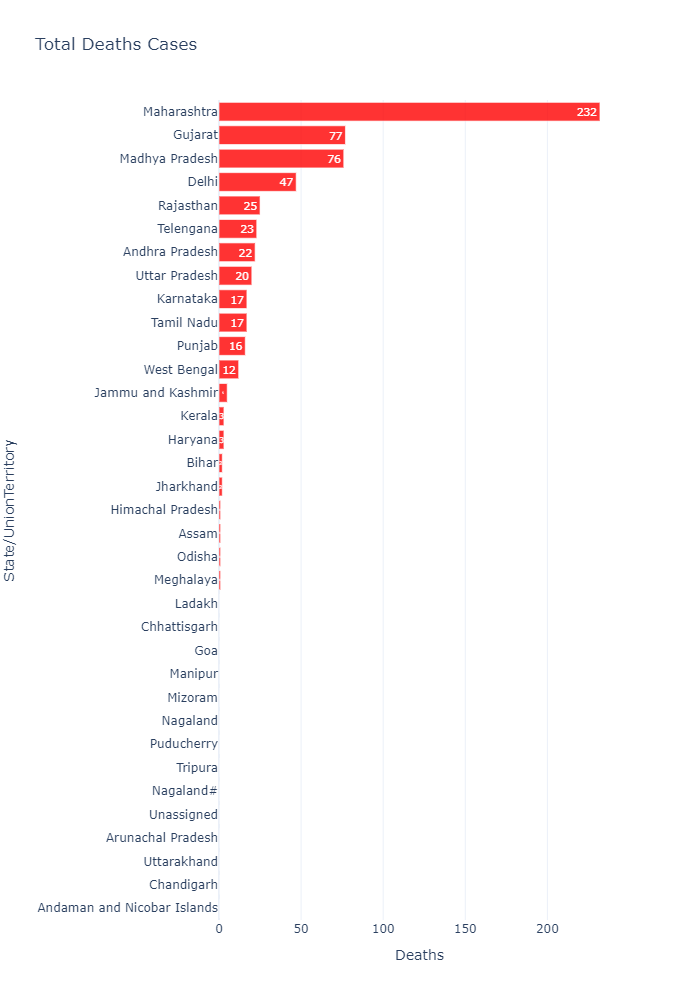 Total Deaths Cases
State/UnionTerritory
Maharashtra 232
Gujarat 77
Madhya Pradesh 76
Delhi 47
Rajasthan 25
Telengana 23
Andhra Pradesh 22
Uttar Pradesh 20
Karnataka 17
Tamil Nadu 17
Punjab 16
West Bengal 12
Jammu and Kashmir
Kerala 3
Haryana 3
Bihar
Jharkhand
Himachal Pradesh
Assam
Odisha
Meghalaya
Ladakh
Chhattisgarh
Goa
Manipur
Mizoram
Nagaland
Puducherry
Tripura
Nagaland#
Unassigned
Arunachal Pradesh
Uttarakhand
Chandigarh
Andaman and Nicobar Islands
0 50 100 150 200
Deaths